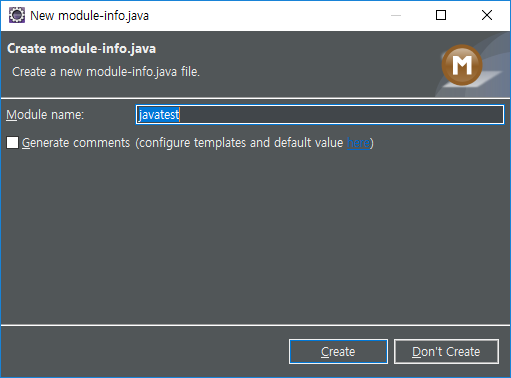 New module-info.java
Create module-info.java
Create a new module-info.java file.
M
Module name: javatest
Generate comments (configure templates and default value here)
Create Don't Create